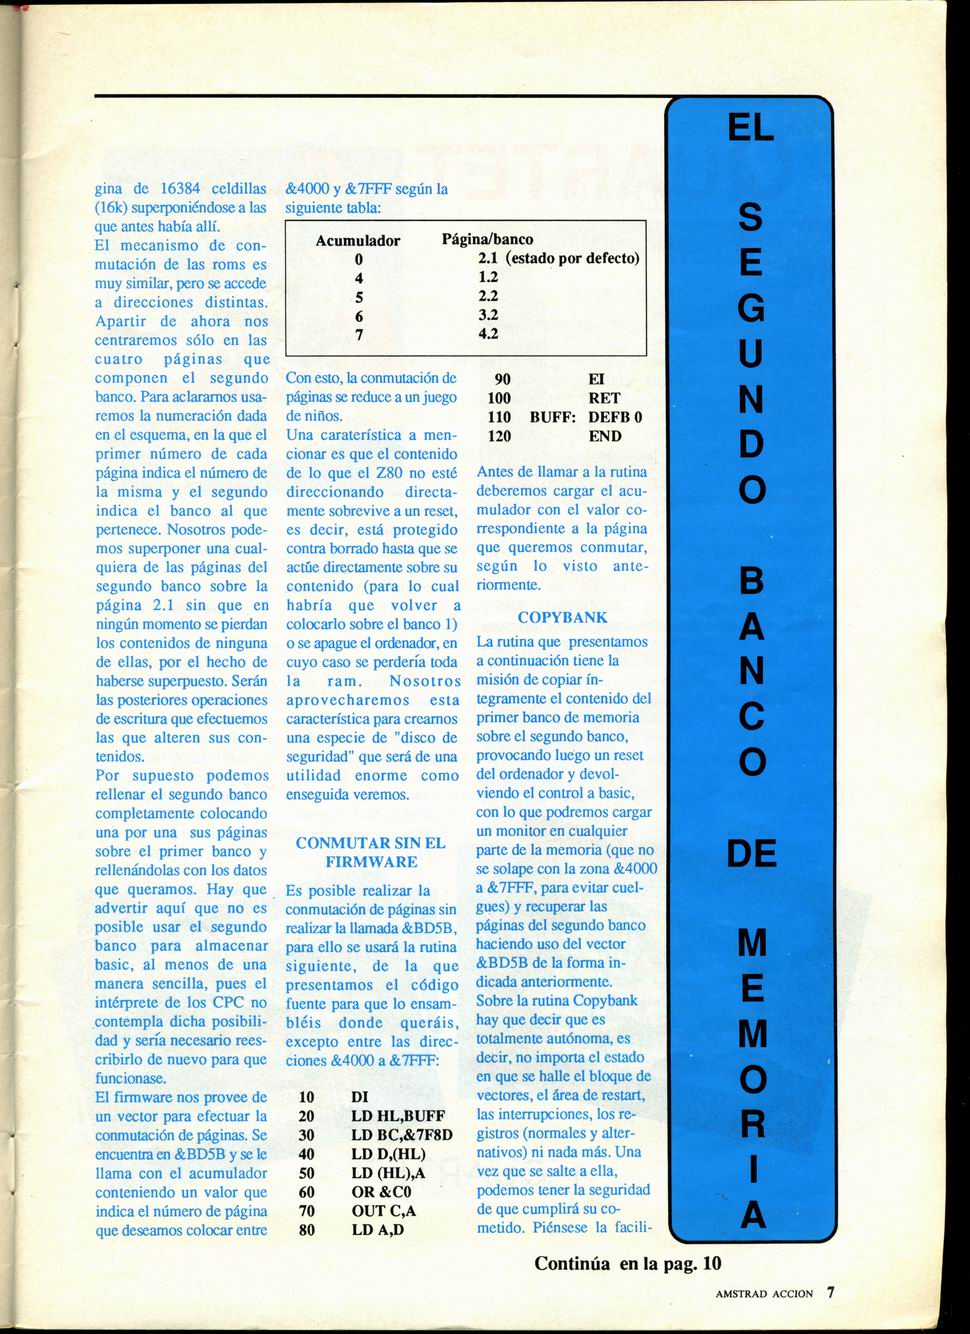 gina de 16384 celdillas
(16k) superponiéndose a las
que antes había allí.
El mecanismo de con-
mutación de las roms es
muy similar, pero se accede
a direcciones distintas.
Apartir de ahora nos
centraremos sólo en las
cuatro páginas que
componen el segundo
banco. Para aclararnos usa-
remos la numeración dada
en el esquema, en la que el
primer número de cada
página indica el número de
la misma y el segundo
indica el banco al que
pertenece. Nosotros pode-
mos superponer una cual-
quiera de las páginas del
segundo banco sobre la
página 2.1 sin que en
ningún momento se pierdan
los contenidos de ninguna
de ellas, por el hecho de
haberse superpuesto. Serán
las posteriores operaciones
de escritura que efectuemos
las que alteren sus con-
tenidos.
Por supuesto podemos
rellenar el segundo banco
completamente colocando
una por una sus páginas
sobre el primer banco y
rellenándolas con los datos
que queramos. Hay que
advertir aquí que no es
posible usar el segundo
banco para almacenar
basic, al menos de una
manera sencilla, pues el
intérprete de los CPC no
contempla dicha posibili-
dad y sería necesario rees-
cribirlo de nuevo para que
funcionase.
El firmware nos provee de
un vector para efectuar la
conmutación de páginas. Se
encuentra en &BD5B y se le
llama con el acumulador
conteniendo un valor que
indica el número de página
que deseamos colocar entre
&4000 y &7FFF según la
siguiente tabla:
Acumulador Página/banco
0 2.1 (estado por defecto)
4 1.2
5 2.2
6 3.2
7 4.2
Con esto, la conmutación de
páginas se reduce a un juego
de niños.
Una caraterística a men-
cionar es que el contenido
de lo que el Z80 no esté
direccionando directa-
mente sobrevive a un reset,
es decir, está protegido
contra borrado hasta que se
actúe directamente sobre su
contenido (para lo cual
habría que volver a
colocarlo sobre el banco 1)
o se apague el ordenador, en
cuyo caso se perdería toda
la ram. Nosotros
aprovecharemos esta
característica para crearnos
una especie de "disco de
seguridad" que será de una
utilidad enorme como
enseguida veremos.
CONMUTAR SIN EL
FIRMWARE
Es posible realizar la
conmutación de páginas sin
realizar la llamada &BD5B,
para ello se usará la rutina
siguiente, de la que
presentamos el código
fuente para que lo ensam-
bléis donde queráis,
excepto entre las direc-
ciones &4000 a &7FFF:
10 DI
20 LD HL,BUFF
30 LD BC,&7F8D
40 LD D,(HL)
50 LD (HL),A
60 OR &C0
70 OUT C,A
80 LD A,D
90 EI
100 RET
110 BUFF: DEFB 0
120 END
Antes de llamar a la rutina
deberemos cargar el acu-
mulador con el valor co-
rrespondiente a la página
que queremos conmutar,
según lo visto ante-
riormente.
COPYBANK
La rutina que presentamos
a continuación tiene la
misión de copiar ín-
tegramente el contenido del
primer banco de memoria
sobre el segundo banco,
provocando luego un reset
del ordenador y devol-
viendo el control a basic,
con lo que podremos cargar
un monitor en cualquier
parte de la memoria (que no
se solape con la zona &4000
a &7FFF, para evitar cuel-
gues) y recuperar las
páginas del segundo banco
haciendo uso del vector
&BD5B de la forma in-
dicada anteriormente.
Sobre la rutina Copybank
hay que decir que es
totalmente autónoma, es
decir, no importa el estado
en que se halle el bloque de
vectores, el área de restart,
las interrupciones, los re-
gistros (normales y alter-
nativos) ni nada más. Una
vez que se salte a ella,
podemos tener la seguridad
de que cumplirá su co-
metido. Piénsese la facili-
EL
S
E
G
U
N
D
O
B
A
N
C
O
DE
M
E
M
O
R
I
A
Continúa en la pag. 10
AMSTRAD ACCION 7